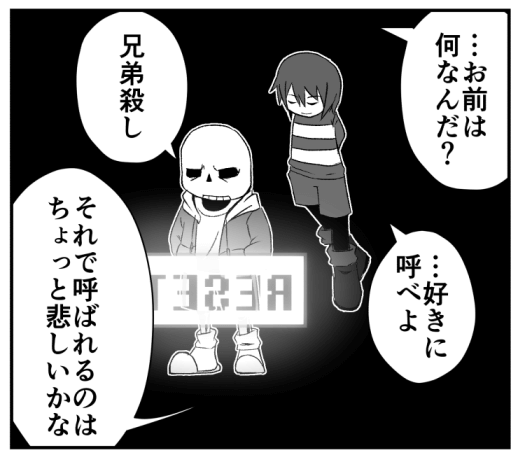 …お前は
何なんだ？
…好きに
呼べよ
兄弟殺し
それで呼ばれるのは
ちょっと悲しいかな
RESET